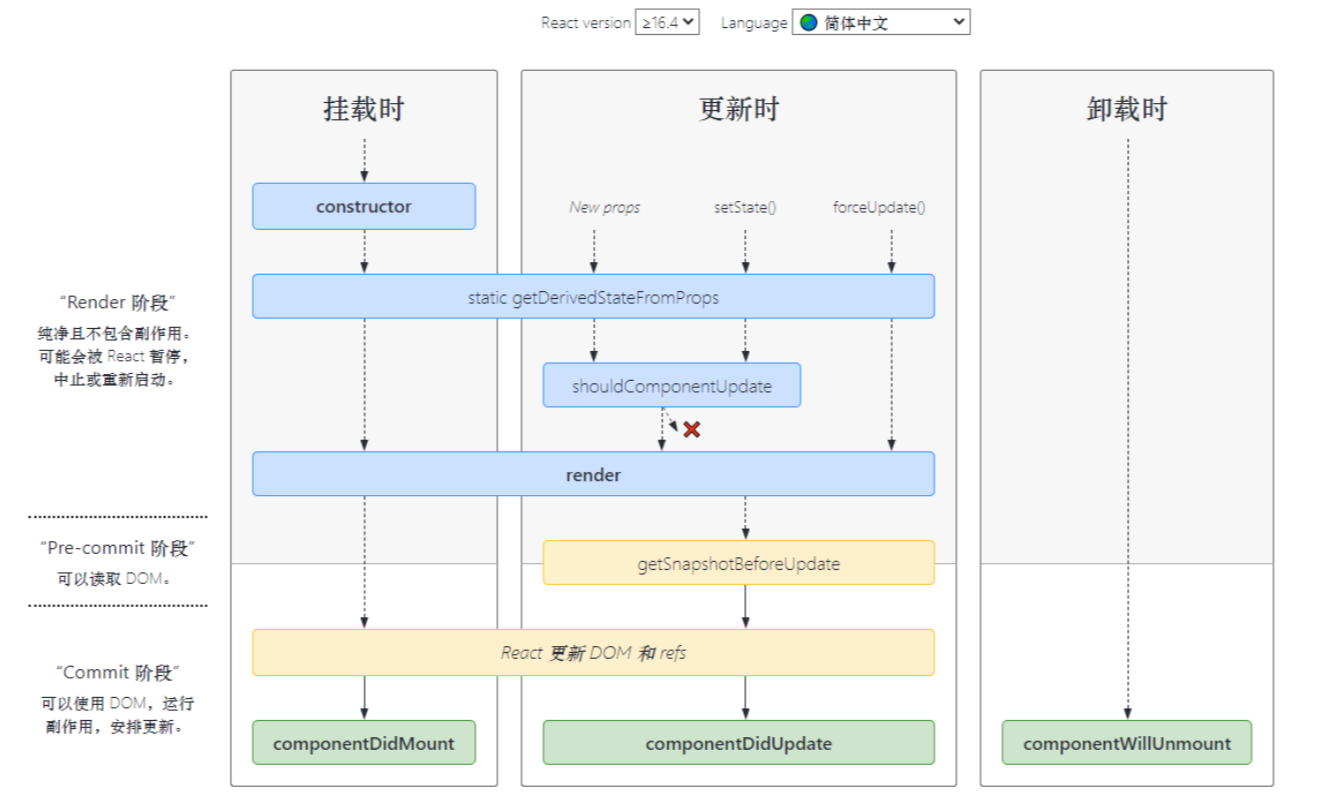 React version ≥16.4 Language 简体中文
挂载时 更新时 卸载时
constructor
New props setState() forceUpdate()
static getDerivedStateFromProps
“Render 阶段”
纯净且不包含副作用。
可能会被 React 暂停，
中止或重新启动。
shouldComponentUpdate
render
“Pre-commit 阶段”
可以读取 DOM。
getSnapshotBeforeUpdate
React 更新 DOM 和 refs
“Commit 阶段”
可以使用 DOM，运行
副作用，安排更新。
componentDidMount componentDidUpdate componentWillUnmount